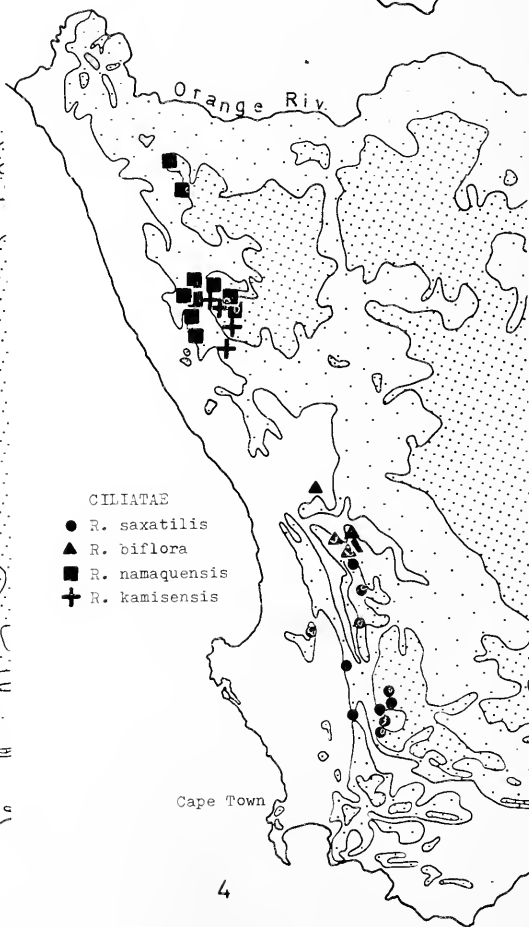 Orange Riv.
CILIATAE
R. saxatilis
R. biflora
R. namaquensis
R. kamisensis
Cape Town
4